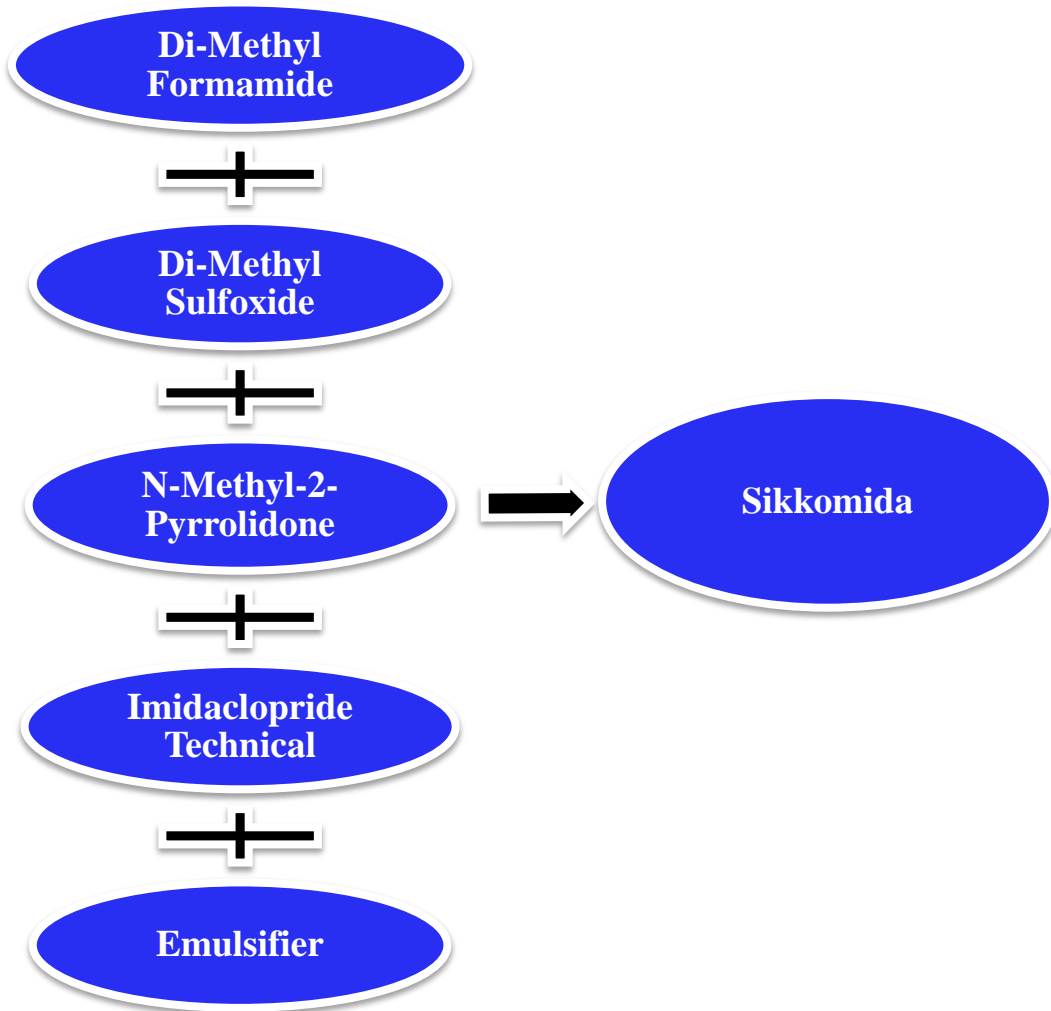 Di-Methyl
Formamide
Di-Methyl
Sulfoxide
N-Methyl-2-
Pyrrolidone
Sikkomida
Imidaclopride
Technical
Emulsifier